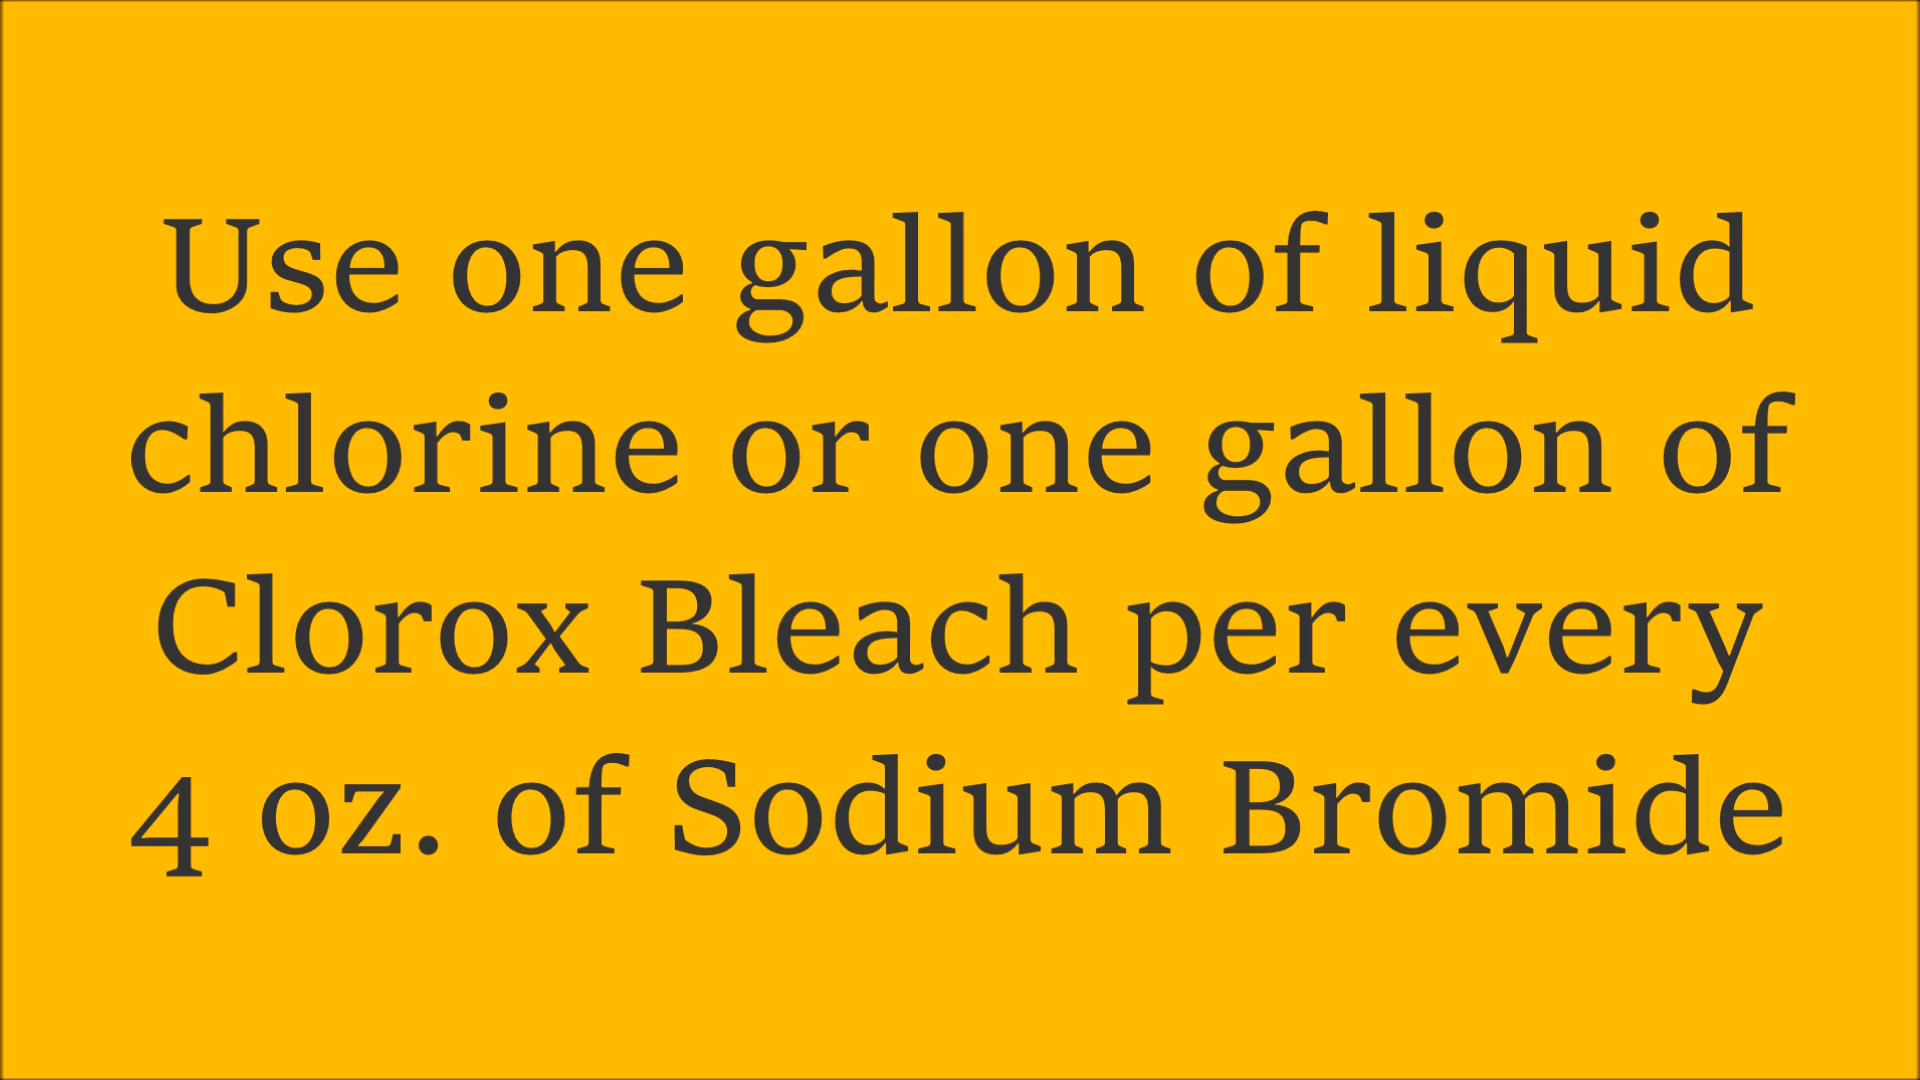 Use one gallon of liquid
chlorine or one gallon of
Clorox Bleach per every
4 oz. of Sodium Bromide